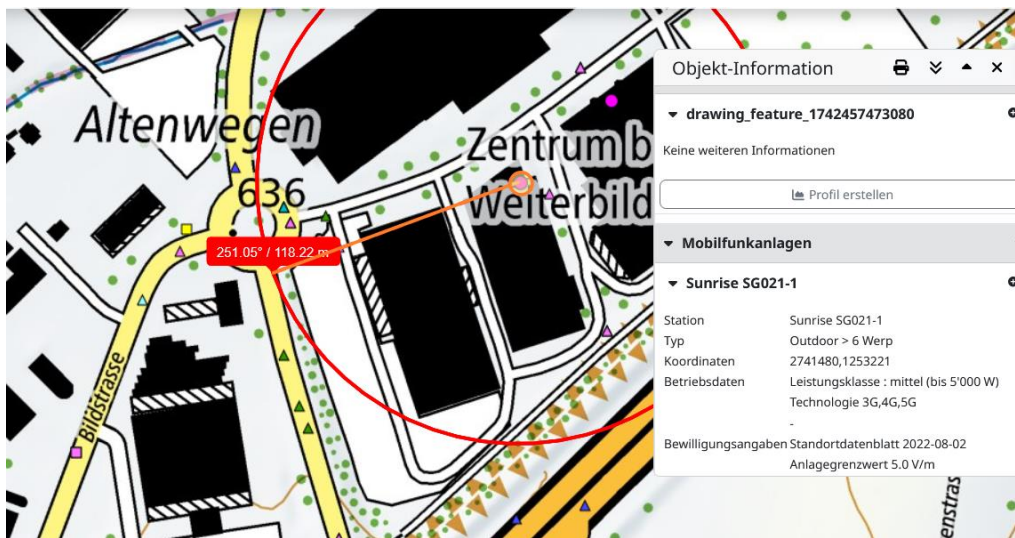 Altenwegen
636
Zentrum b
Weiterbild
251.05° / 118.22 m
Bildstrasse
Objekt-Information
drawing_feature_1742457473080
Keine weiteren Informationen
Profil erstellen
Mobilfunkanlagen
Sunrise SG021-1
Station Sunrise SG021-1
Typ Outdoor > 6 Werp
Koordinaten 2741480,1253221
Betriebsdaten Leistungsklasse : mittel (bis 5'000 W)
Technologie 3G,4G,5G
-
Bewilligungsangaben Standortdatenblatt 2022-08-02
Anlagegrenzwert 5.0 V/m
enstras